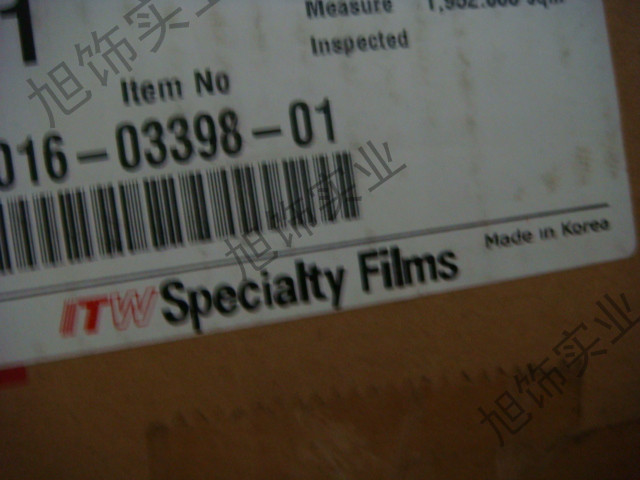 Measure
Inspected
Item No
016-03398-01
ITW Specialty Films
Made in Korea
旭饰实业
旭饰实业
旭饰实业